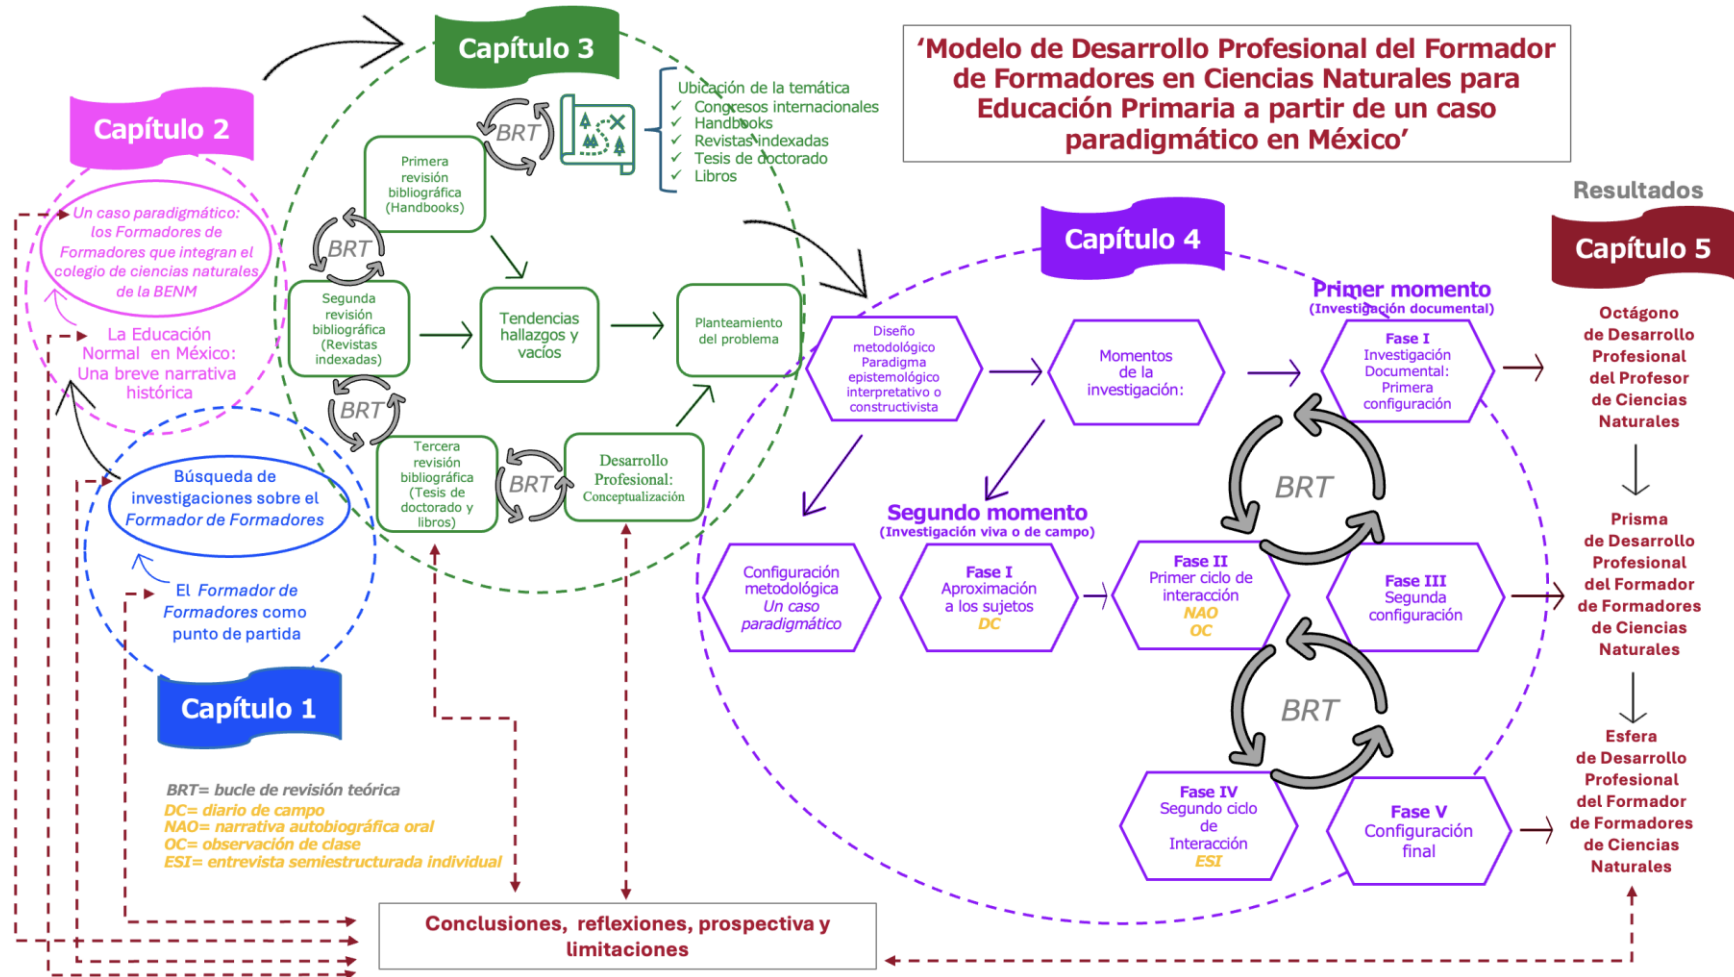 ‘Modelo de Desarrollo Profesional del Formador
de Formadores en Ciencias Naturales para
Educación Primaria a partir de un caso
paradigmático en México’
Capítulo 1
El Formador de
Formadores como
punto de partida
Búsqueda de
investigaciones sobre el
Formador de Formadores
Capítulo 2
Un caso paradigmático:
los Formadores de
Formadores que integran el
colegio de ciencias naturales
de la BENM
La Educación
Normal en México:
Una breve narrativa
histórica
Capítulo 3
BRT
Ubicación de la temática
✓ Congresos internacionales
✓ Handbooks
✓ Revistas indexadas
✓ Tesis de doctorado
✓ Libros
Primera
revisión
bibliográfica
(Handbooks)
BRT
Segunda
revisión
bibliográfica
(Revistas
indexadas)
BRT
Tercera
revisión
bibliográfica
(Tesis de
doctorado y
libros)
BRT
Desarrollo
Profesional:
Conceptualización
Tendencias
hallazgos y
vacíos
Planteamiento
del problema
Capítulo 4
Diseño
metodológico
Paradigma
epistemológico
interpretativo o
constructivista
Momentos
de la
investigación:
Primer momento
(Investigación documental)
Fase I
Investigación
Documental:
Primera
configuración
BRT
Segundo momento
(Investigación viva o de campo)
Configuración
metodológica
Un caso
paradigmático
Fase I
Aproximación
a los sujetos
DC
Fase II
Primer ciclo de
interacción
NAO
OC
Fase III
Segunda
configuración
BRT
Fase IV
Segundo ciclo
de
Interacción
ESI
Fase V
Configuración
final
Resultados
Capítulo 5
Octágono
de Desarrollo
Profesional
del Profesor
de Ciencias
Naturales
Prisma
de Desarrollo
Profesional
del Formador
de Formadores
de Ciencias
Naturales
Esfera
de Desarrollo
Profesional
del Formador
de Formadores
de Ciencias
Naturales
BRT= bucle de revisión teórica
DC= diario de campo
NAO= narrativa autobiográfica oral
OC= observación de clase
ESI= entrevista semiestructurada individual
Conclusiones, reflexiones, prospectiva y
limitaciones